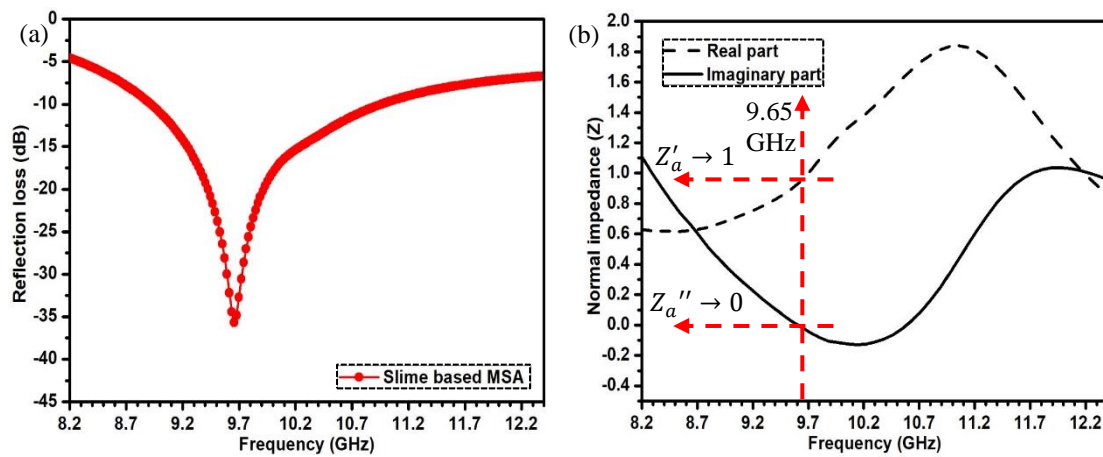 (a)
0
-5
-10
-15
-20
-25
-30
-35
-40
-45
Reflection loss (dB)
Slime based MSA
8.2 8.7 9.2 9.7 10.2 10.7 11.2 11.7 12.2
Frequency (GHz)
(b)
2.0
1.8
1.6
1.4
1.2
1.0
0.8
0.6
0.4
0.2
0.0
-0.2
-0.4
Normal impedance (Z)
Real part
Imaginary part
9.65
GHz
Z′ₐ → 1
Zₐ′′ → 0
8.2 8.7 9.2 9.7 10.2 10.7 11.2 11.7 12.2
Frequency (GHz)